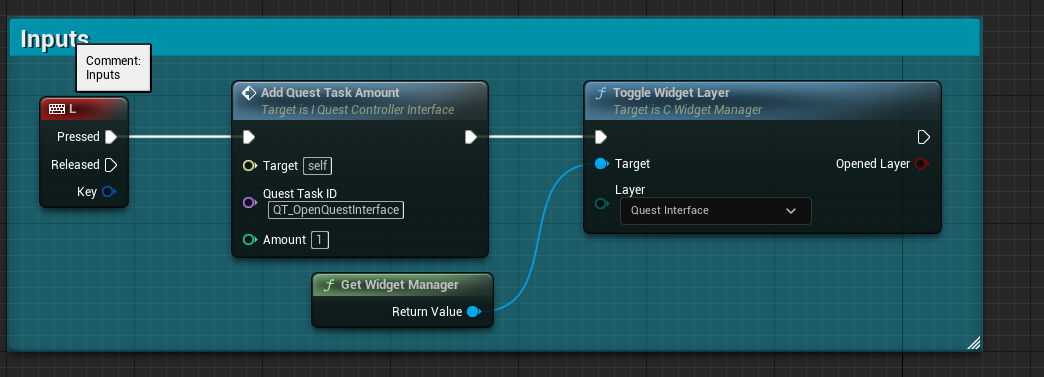 Inputs
Comment:
Inputs
L
Pressed
Released
Key
Add Quest Task Amount
Target is I Quest Controller Interface
Target self
Quest Task ID
QT_OpenQuestInterface
Amount 1
Get Widget Manager
Return Value
Toggle Widget Layer
Target is C Widget Manager
Target
Opened Layer
Layer
Quest Interface